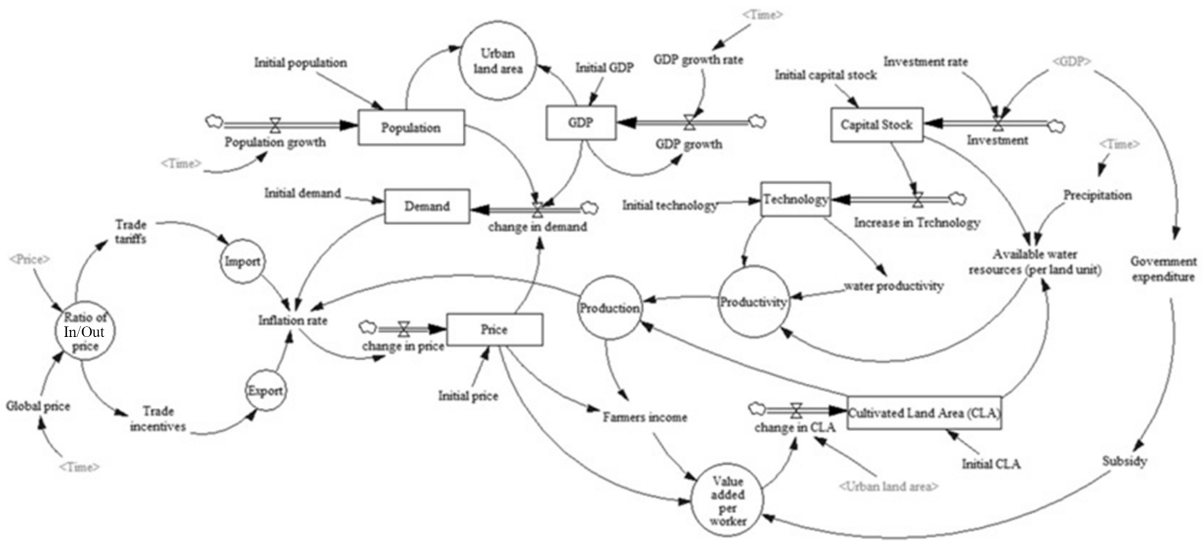 <Time>
Urban
land area
Initial population
Initial GDP
GDP growth rate
Initial capital stock
Investment rate
<GDP>
Population
GDP
Capital Stock
Population growth
GDP growth
Investment
<Time>
<Time>
Initial demand
Demand
change in demand
Initial technology
Technology
Increase in Trchnology
Precipitation
Trade
tariffs
<Price>
Import
Available water
resources (per land unit)
Government
expenditure
water productivity
Ratio of
In/Out
price
Inflation rate
change in price
Price
Production
Productivity
Initial price
Export
Global price
Trade
incentives
Farmers income
change in CLA
Cultivated Land Area (CLA)
<Time>
Initial CLA
Subsidy
<Urban land area>
Value
added
per
worker